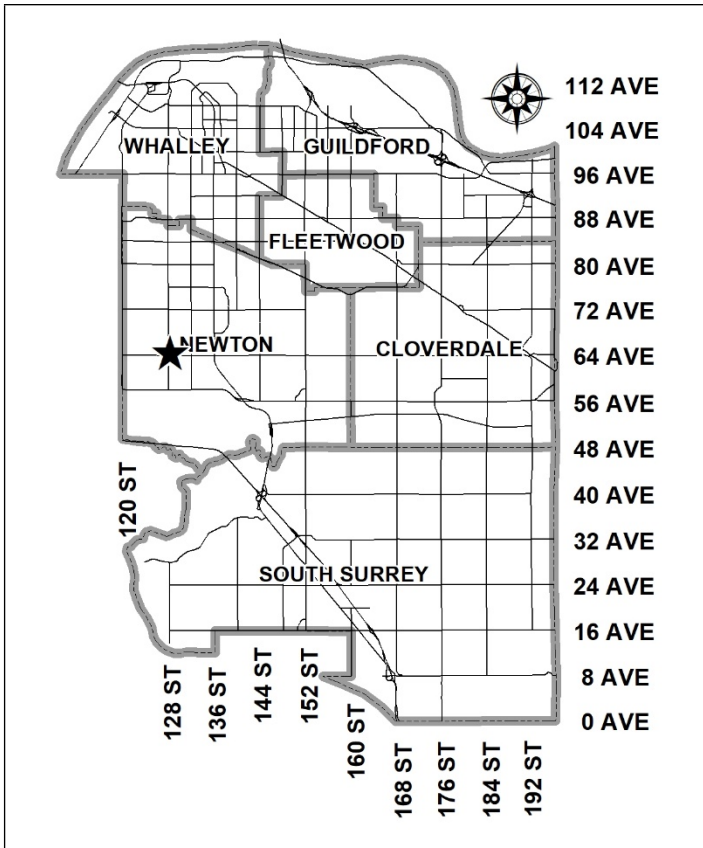 112 AVE
104 AVE
WHALLEY
GUILDFORD
96 AVE
88 AVE
FLEETWOOD
80 AVE
72 AVE
NEWTON
CLOVERDALE
64 AVE
56 AVE
48 AVE
120 ST
40 AVE
32 AVE
SOUTH SURREY
24 AVE
16 AVE
8 AVE
0 AVE
128 ST
136 ST
144 ST
152 ST
160 ST
168 ST
176 ST
184 ST
192 ST